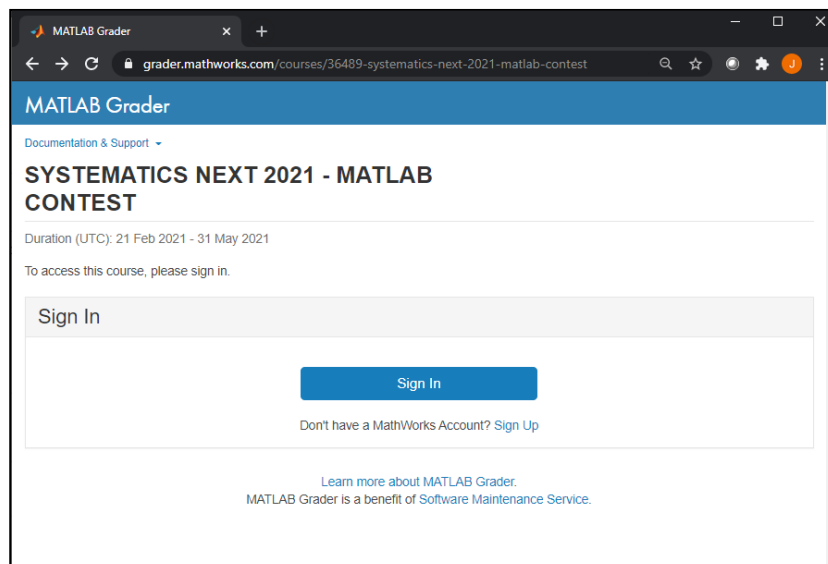 MATLAB Grader
grader.mathworks.com/courses/36489-systematics-next-2021-matlab-contest
J
MATLAB Grader
Documentation & Support
SYSTEMATICS NEXT 2021 - MATLAB
CONTEST
Duration (UTC): 21 Feb 2021 - 31 May 2021
To access this course, please sign in.
Sign In
Sign In
Don't have a MathWorks Account? Sign Up
Learn more about MATLAB Grader.
MATLAB Grader is a benefit of Software Maintenance Service.